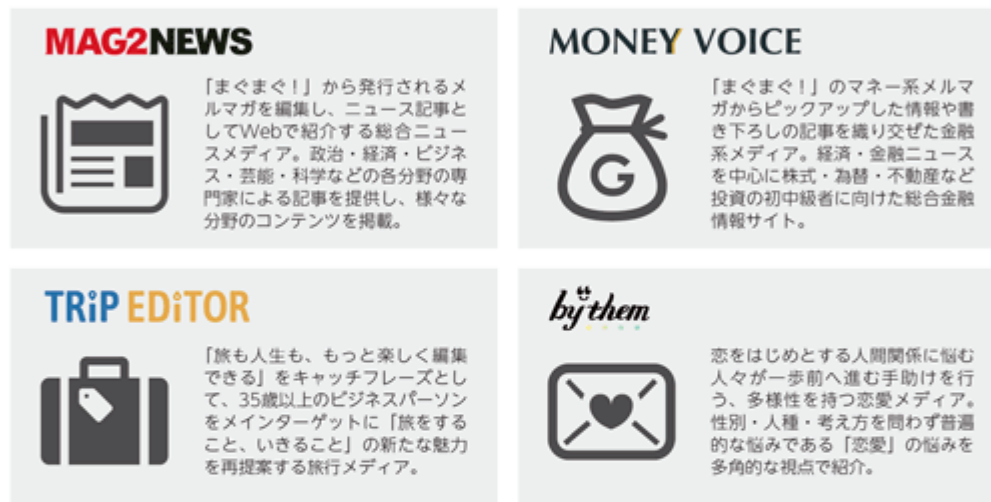 MAG2NEWS
「まぐまぐ！」から発行されるメ
ルマガを編集し、ニュース記事と
してWebで紹介する総合ニュー
スメディア。政治・経済・ビジネ
ス・芸能・科学などの各分野の専
門家による記事を提供し、様々な
分野のコンテンツを掲載。
MONEY VOICE
G
「まぐまぐ！」のマネー系メルマ
ガからピックアップした情報や書
き下ろしの記事を織り交ぜた金融
系メディア。経済・金融ニュース
を中心に株式・為替・不動産など
投資の初中級者に向けた総合金融
情報サイト。
TRiP EDiTOR
「旅も人生も、もっと楽しく編集
できる」をキャッチフレーズとし
て、35歳以上のビジネスパーソン
をメインターゲットに「旅をする
こと、いきること」の新たな魅力
を再提案する旅行メディア。
by them
恋をはじめとする人間関係に悩む
人々が一歩前へ進む手助けを行
う、多様性を持つ恋愛メディア。
性別・人種・考え方を問わず普遍
的な悩みである「恋愛」の悩みを
多角的な視点で紹介。